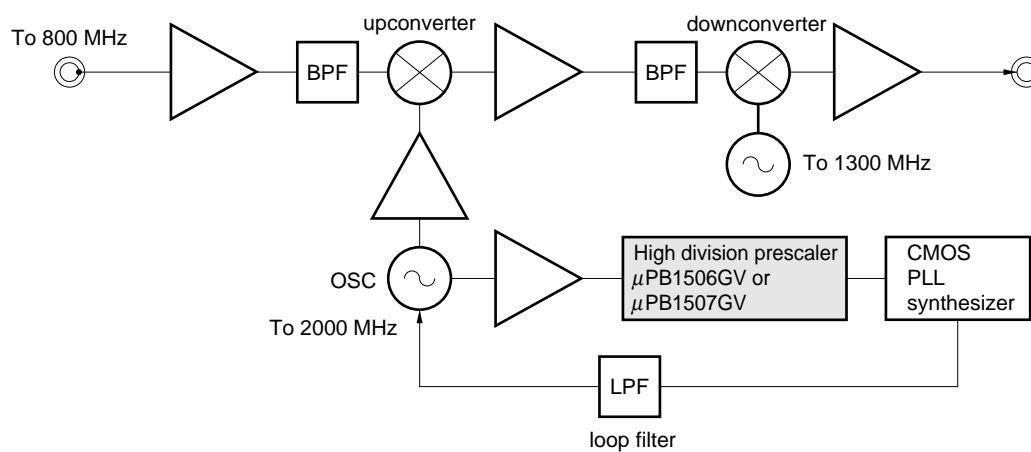 upconverter
downconverter
To 800 MHz
BPF
BPF
To 1300 MHz
OSC
To 2000 MHz
High division prescaler
µPB1506GV or
µPB1507GV
CMOS
PLL
synthesizer
LPF
loop filter